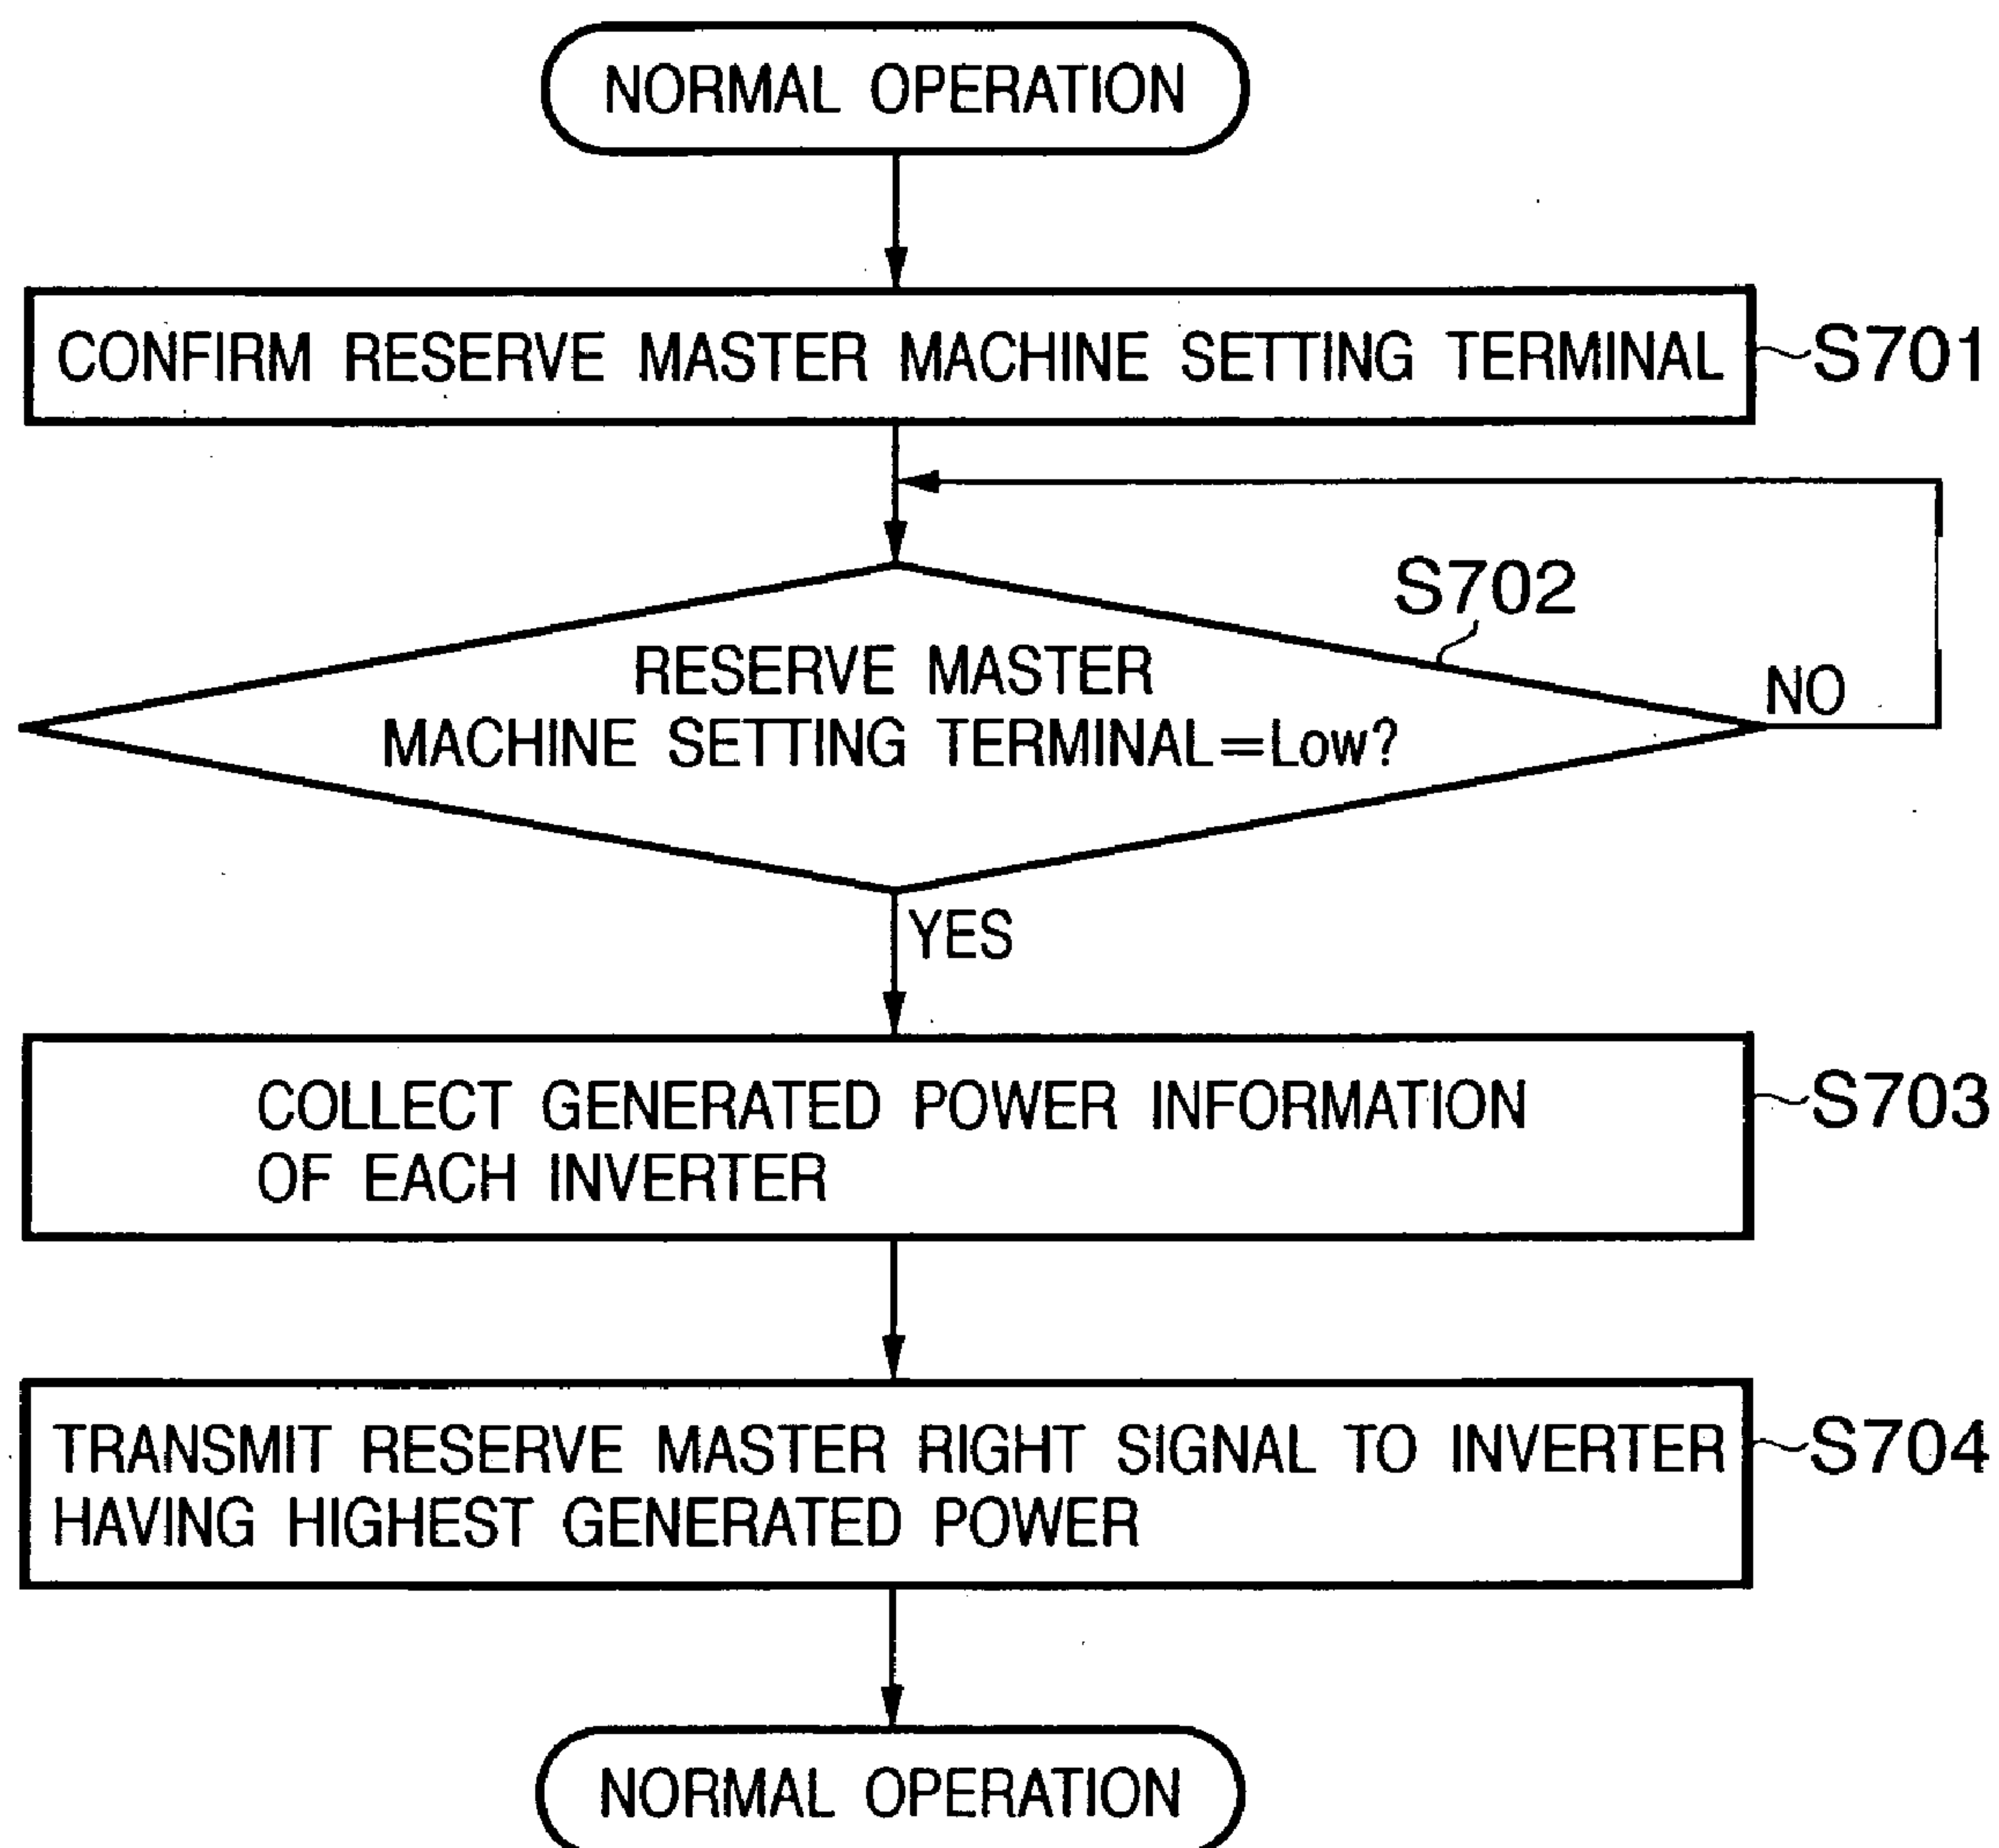 NORMAL OPERATION
CONFIRM RESERVE MASTER MACHINE SETTING TERMINAL
S701
S702
RESERVE MASTER
MACHINE SETTING TERMINAL=Low?
NO
YES
COLLECT GENERATED POWER INFORMATION
OF EACH INVERTER
S703
TRANSMIT RESERVE MASTER RIGHT SIGNAL TO INVERTER
HAVING HIGHEST GENERATED POWER
S704
NORMAL OPERATION